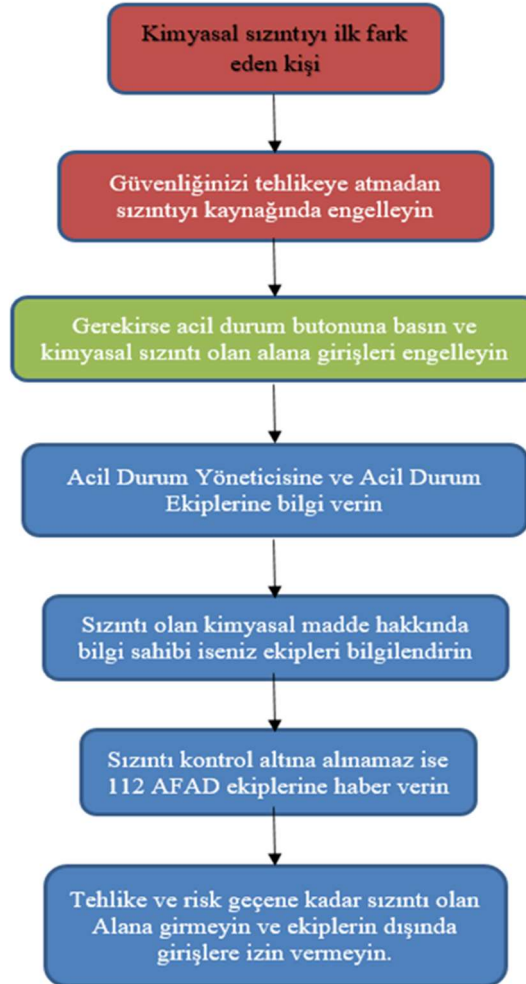 Kimyasal sızıntıyı ilk fark
eden kişi
Güvenliğinizi tehlikeye atmadan
sızıntıyı kaynağında engelleyin
Gerekirse acil durum butonuna basın ve
kimyasal sızıntı olan alana girişleri engelleyin
Acil Durum Yöneticisine ve Acil Durum
Ekiplerine bilgi verin
Sızıntı olan kimyasal madde hakkında
bilgi sahibi iseniz ekipleri bilgilendirin
Sızıntı kontrol altına alınamaz ise
112 AFAD ekiplerine haber verin
Tehlike ve risk geçene kadar sızıntı olan
Alana girmeyin ve ekiplerin dışında
girişlere izin vermeyin.